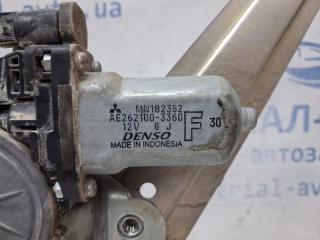 MN182352
AE262100-3360
12V 8 J
DENSO
MADE IN INDONESIA
F
30